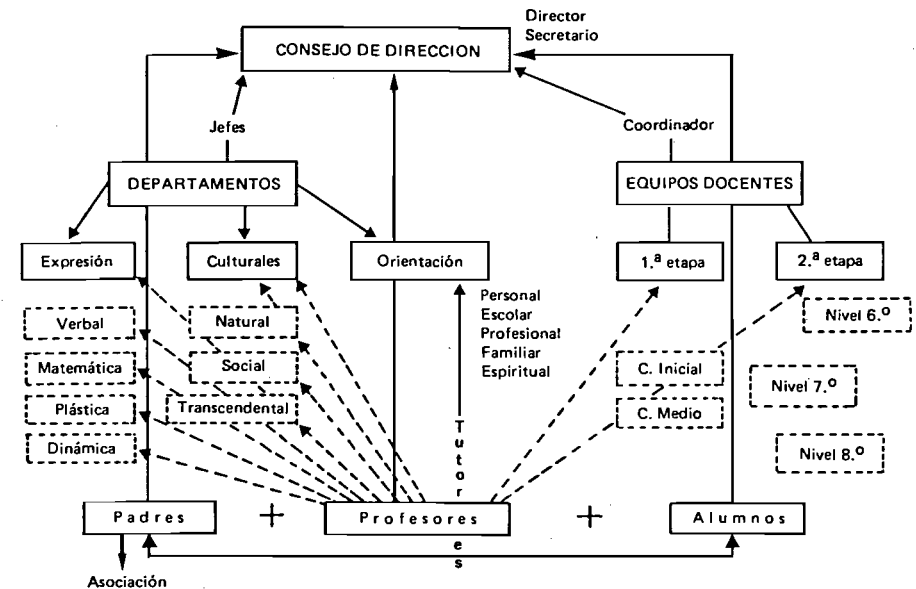 Director
Secretario
CONSEJO DE DIRECCION
Jefes
Coordinador
DEPARTAMENTOS
EQUIPOS DOCENTES
Expresión
Culturales
Orientación
1.ª etapa
2.ª etapa
Verbal
Matemática
Plástica
Dinámica
Natural
Social
Transcendental
Personal
Escolar
Profesional
Familiar
Espiritual
C. Inicial
C. Medio
Nivel 6.º
Nivel 7.º
Nivel 8.º
Tutores
Padres
+
Profesores
+
Alumnos
Asociación